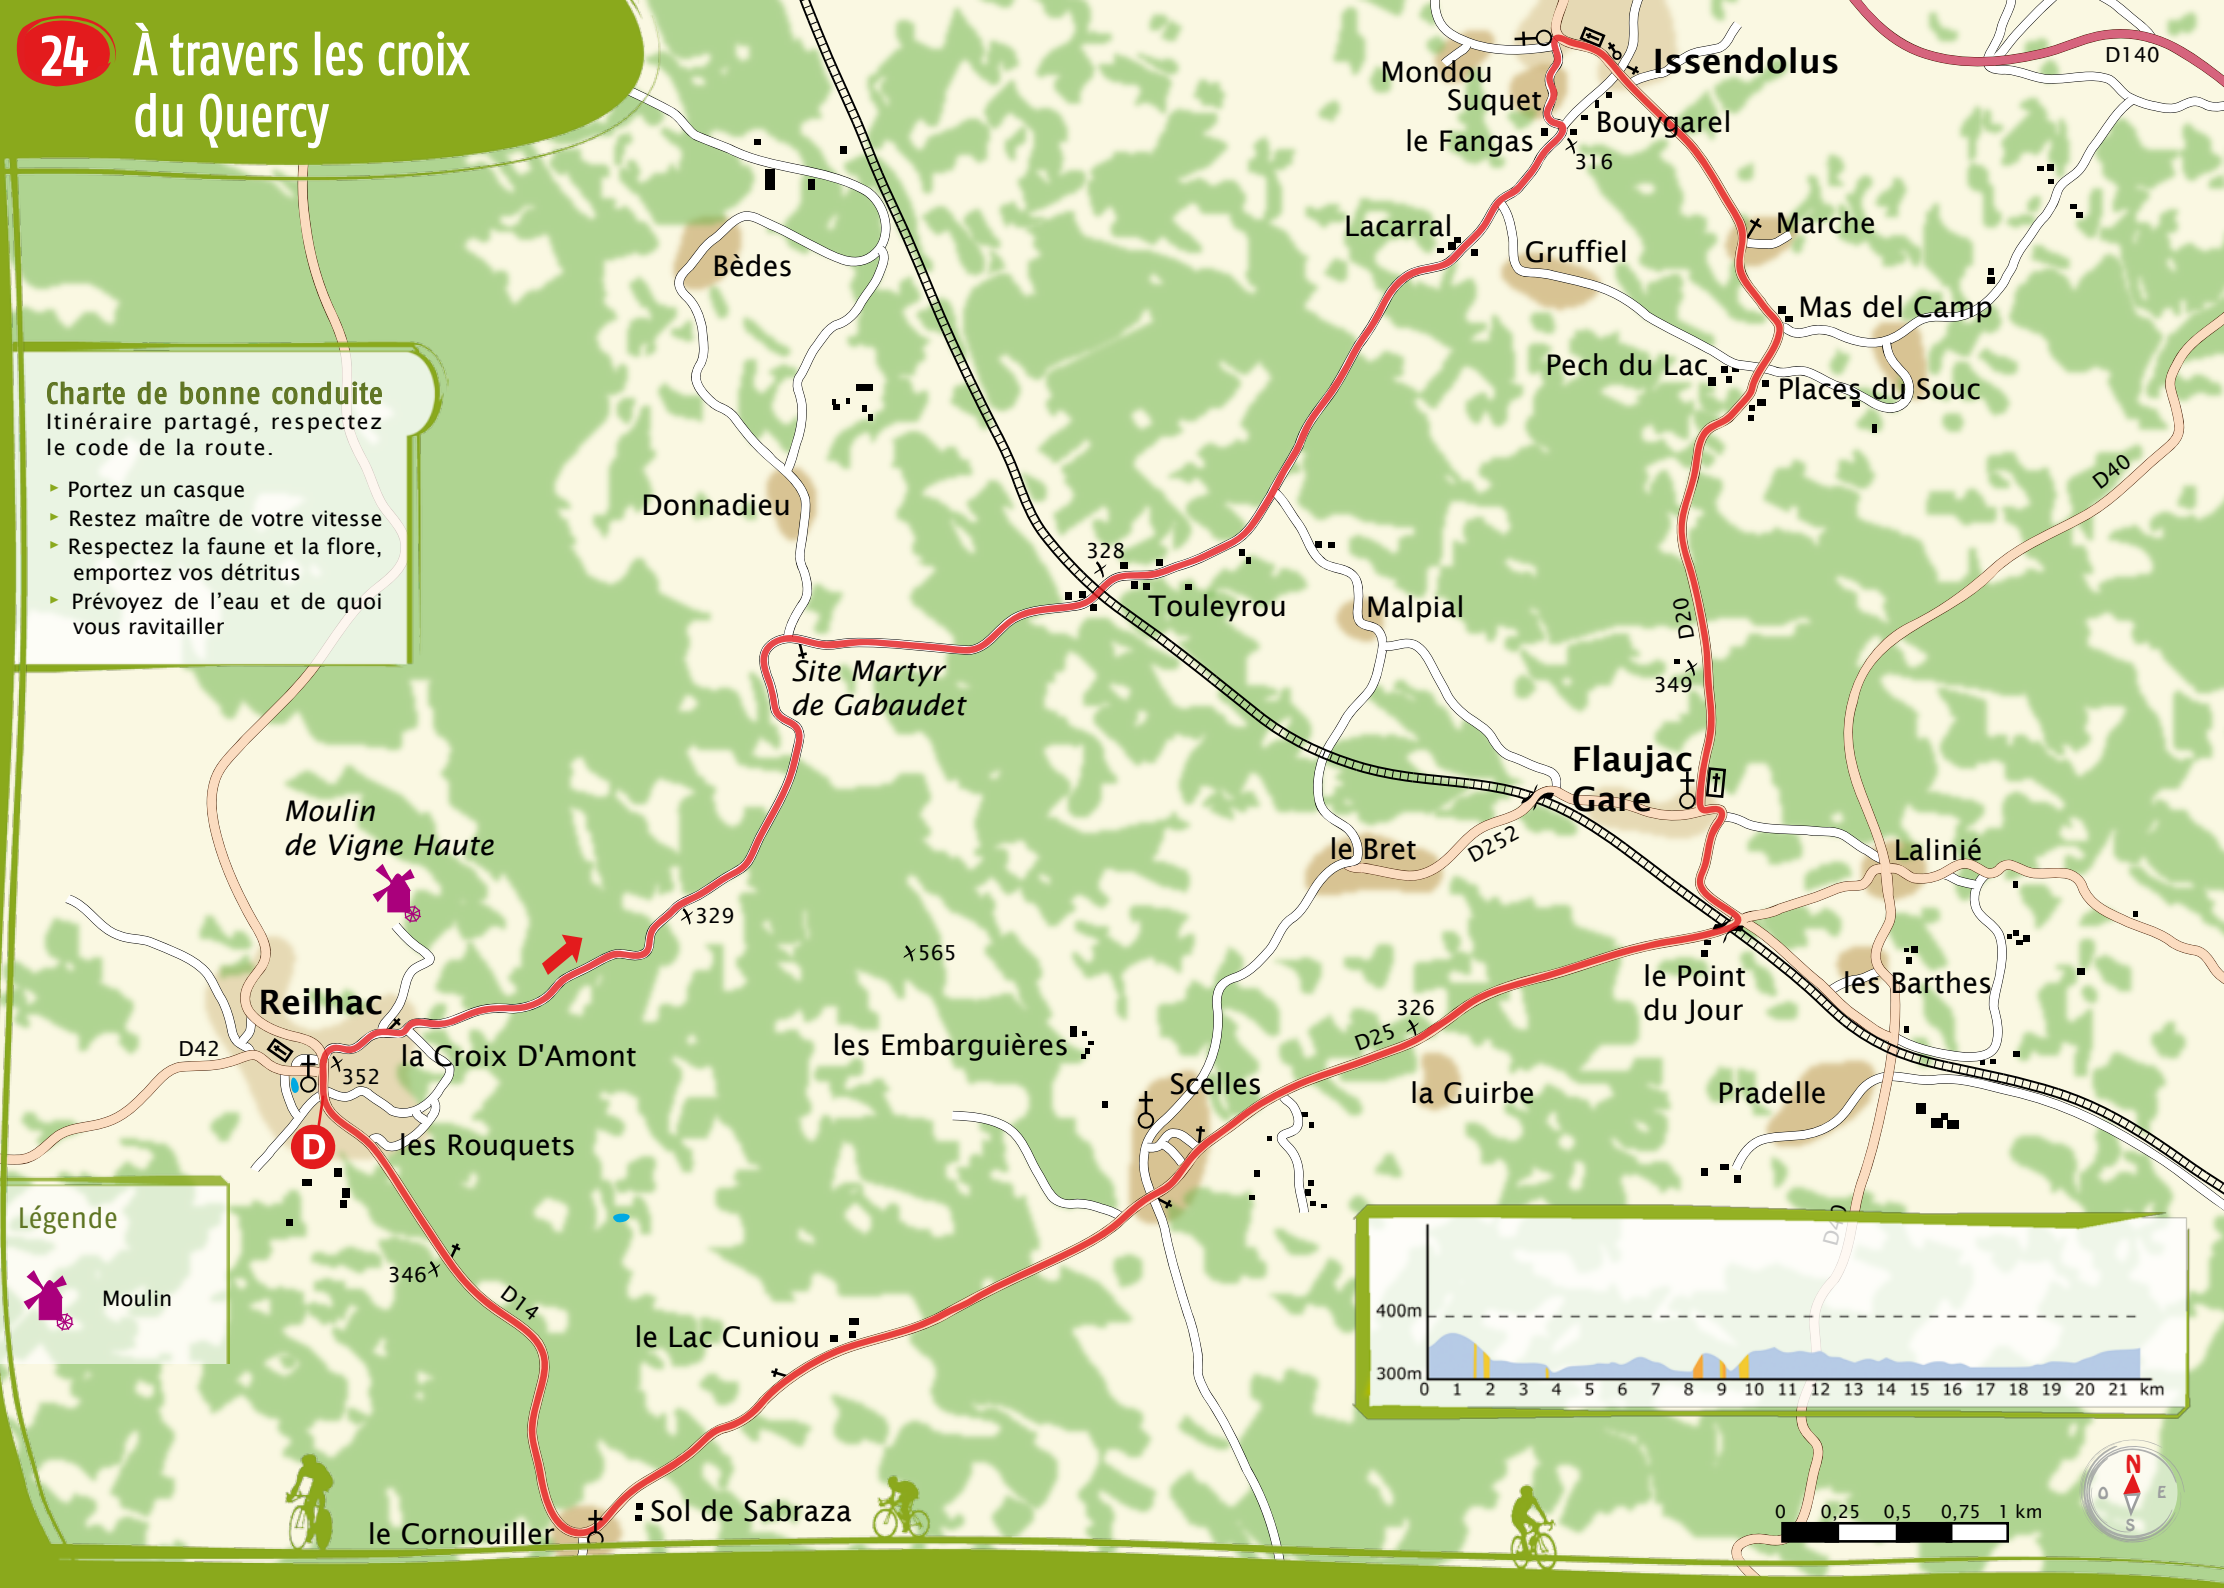 24
À travers les croix
du Quercy
Charte de bonne conduite
Itinéraire partagé, respectez
le code de la route.
Portez un casque
Restez maître de votre vitesse
Respectez la faune et la flore,
emportez vos détritus
Prévoyez de l'eau et de quoi
vous ravitailler
Mondou
Issendolus
D140
Suquet
Bouygarel
le Fangas
316
Lacarral
Marche
Gruffiel
Bèdes
Mas del Camp
Pech du Lac
Places du Souc
D40
Donnadieu
328
Touleyrou
Malpial
D20
Site Martyr
de Gabaudet
349
Flaujac
Gare
Moulin
de Vigne Haute
le Bret
D252
Lalinié
329
565
Reilhac
le Point
du Jour
les Barthes
326
D25
D42
352
la Croix D'Amont
les Embarguières
Scelles
la Guirbe
Pradelle
D
les Rouquets
Légende
Moulin
346
D14
D40
le Lac Cuniou
400m
300m
0 1 2 3 4 5 6 7 8 9 10 11 12 13 14 15 16 17 18 19 20 21 km
le Cornouiller
Sol de Sabraza
0 0,25 0,5 0,75 1 km
N
O E
S